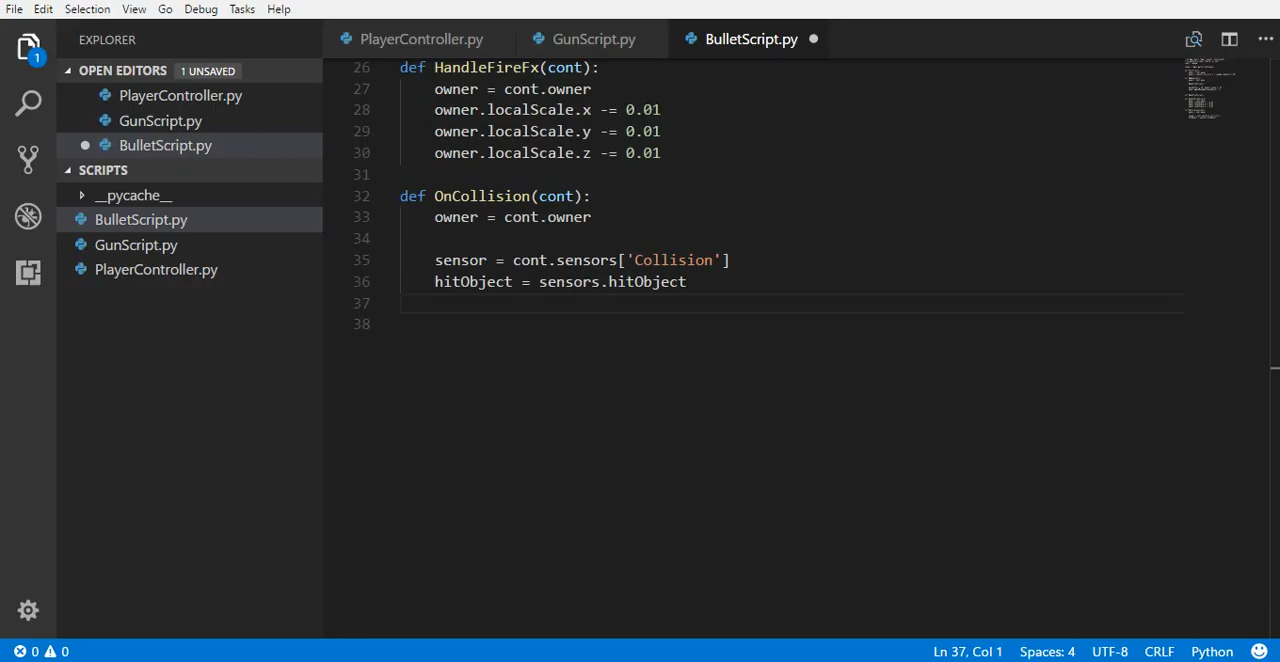 File Edit Selection View Go Debug Tasks Help
EXPLORER
PlayerController.py GunScript.py BulletScript.py
1
OPEN EDITORS 1 UNSAVED
PlayerController.py
GunScript.py
BulletScript.py
SCRIPTS
__pycache__
BulletScript.py
GunScript.py
PlayerController.py
26 def HandleFireFx(cont):
27 owner = cont.owner
28 owner.localScale.x -= 0.01
29 owner.localScale.y -= 0.01
30 owner.localScale.z -= 0.01
31
32 def OnCollision(cont):
33 owner = cont.owner
34
35 sensor = cont.sensors['Collision']
36 hitObject = sensors.hitObject
37
38
0 0 Ln 37, Col 1 Spaces: 4 UTF-8 CRLF Python